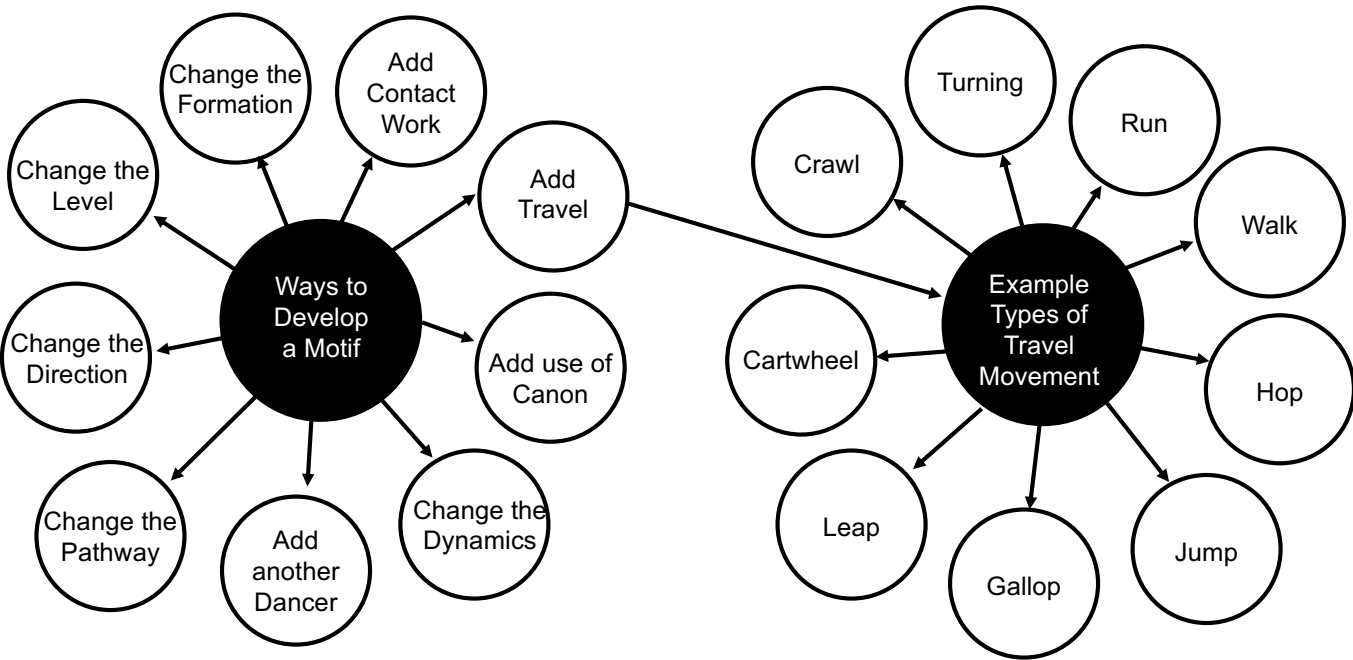 Change the
Formation
Add
Contact
Work
Change the
Level
Add
Travel
Ways to
Develop
a Motif
Change the
Direction
Add use of
Canon
Change the
Pathway
Add
another
Dancer
Change the
Dynamics
Turning
Run
Crawl
Walk
Example
Types of
Travel
Movement
Cartwheel
Hop
Leap
Gallop
Jump